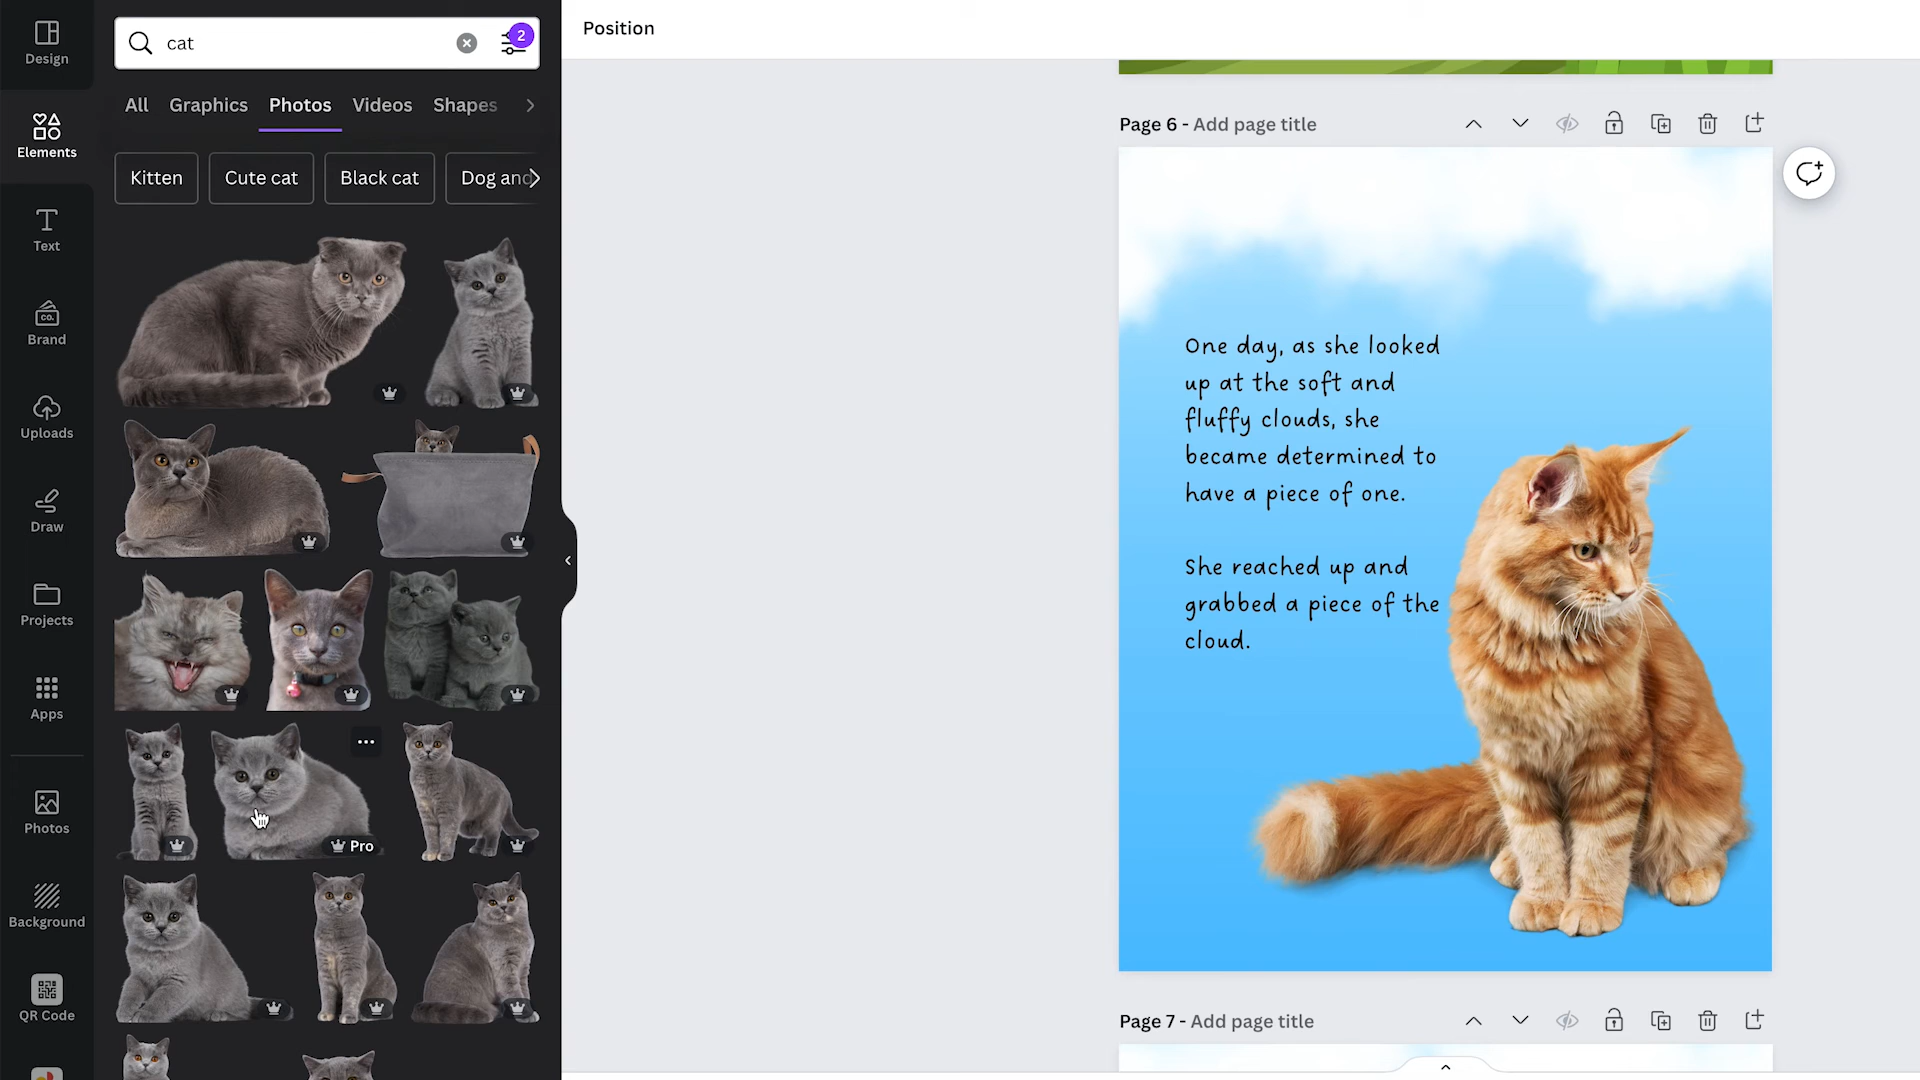 Design
Elements
Text
Brand
CO.
Uploads
Draw
Projects
Apps
Photos
Background
QR Code
cat
2
All Graphics Photos Videos Shapes
Kitten Cute cat Black cat Dog and
Pro
Position
Page 6 - Add page title
One day, as she looked
up at the soft and
fluffy clouds, she
became determined to
have a piece of one.
She reached up and
grabbed a piece of the
cloud.
Page 7 - Add page title